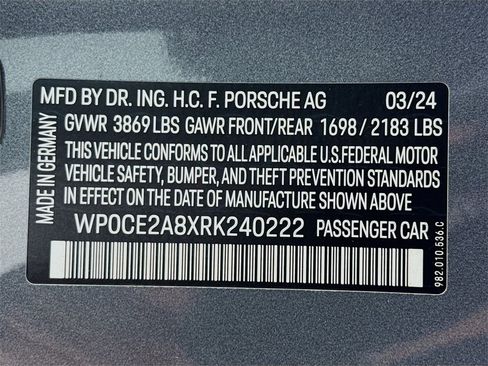 MFD BY DR. ING. H.C. F. PORSCHE AG 03/24
GVWR 3869 LBS GAWR FRONT/REAR 1698 / 2183 LBS
THIS VEHICLE CONFORMS TO ALL APPLICABLE U.S.FEDERAL MOTOR
VEHICLE SAFETY, BUMPER, AND THEFT PREVENTION STANDARDS
IN EFFECT ON THE DATE OF MANUFACTURE SHOWN ABOVE.
WP0CE2A8XRK240222 PASSENGER CAR
MADE IN GERMANY
982.010.536.C